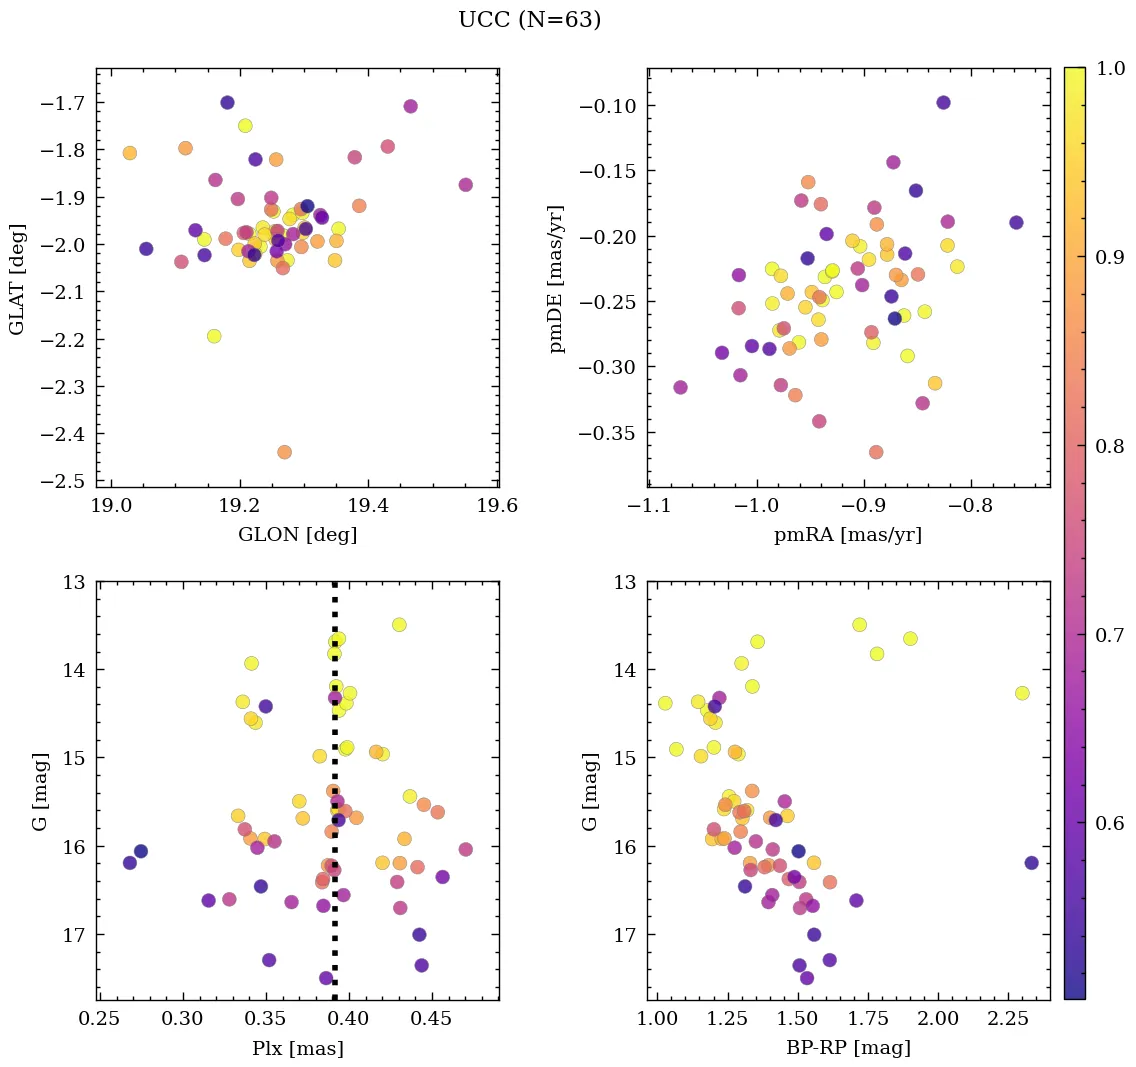 UCC (N=63)
−1.7
−1.8
−1.9
−2.0
−2.1
−2.2
−2.3
−2.4
−2.5
GLAT [deg]
19.0 19.2 19.4 19.6
GLON [deg]
−0.10
−0.15
−0.20
−0.25
−0.30
−0.35
pmDE [mas/yr]
−1.1 −1.0 −0.9 −0.8
pmRA [mas/yr]
1.0
0.9
0.8
0.7
0.6
13
14
15
16
17
G [mag]
0.25 0.30 0.35 0.40 0.45
Plx [mas]
13
14
15
16
17
G [mag]
1.00 1.25 1.50 1.75 2.00 2.25
BP-RP [mag]